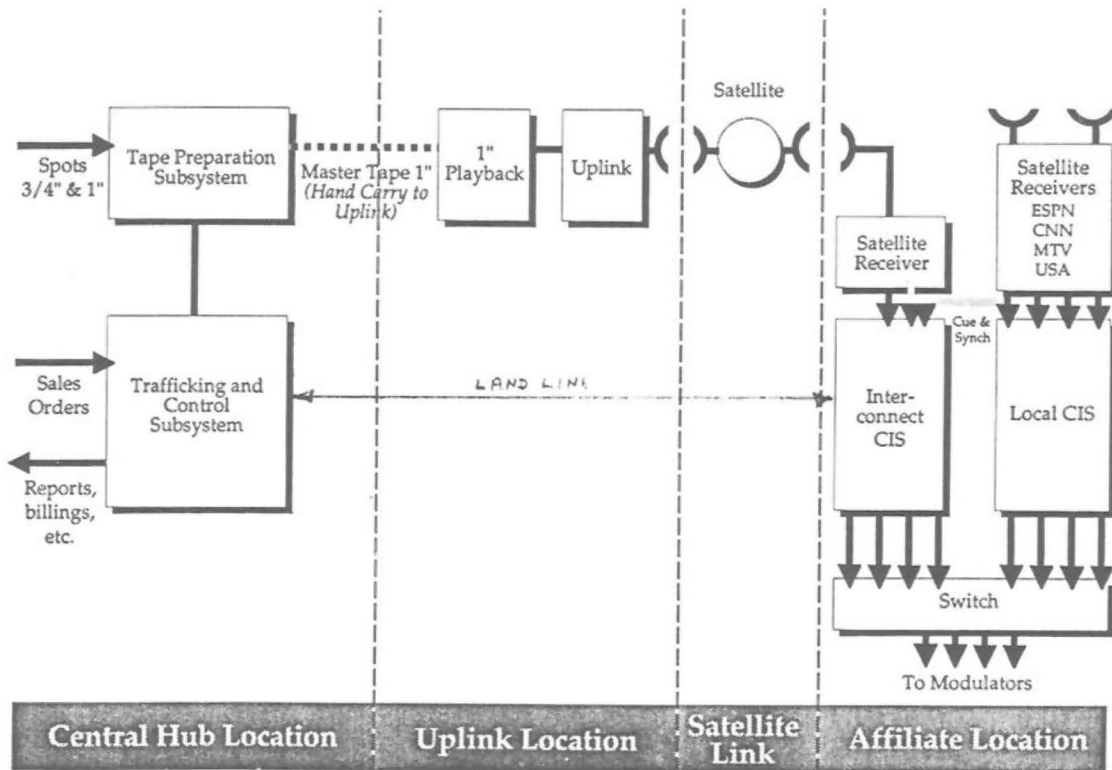 Spots
3/4" & 1"
Tape Preparation
Subsystem
Master Tape 1"
(Hand Carry to
Uplink)
1"
Playback
Uplink
Satellite
Satellite
Receiver
Satellite
Receivers
ESPN
CNN
MTV
USA
Cue &
Synch
Sales
Orders
Reports,
billings,
etc.
Trafficking and
Control
Subsystem
LAND LINE
Inter-
connect
CIS
Local CIS
Switch
To Modulators
Central Hub Location
Uplink Location
Satellite
Link
Affiliate Location